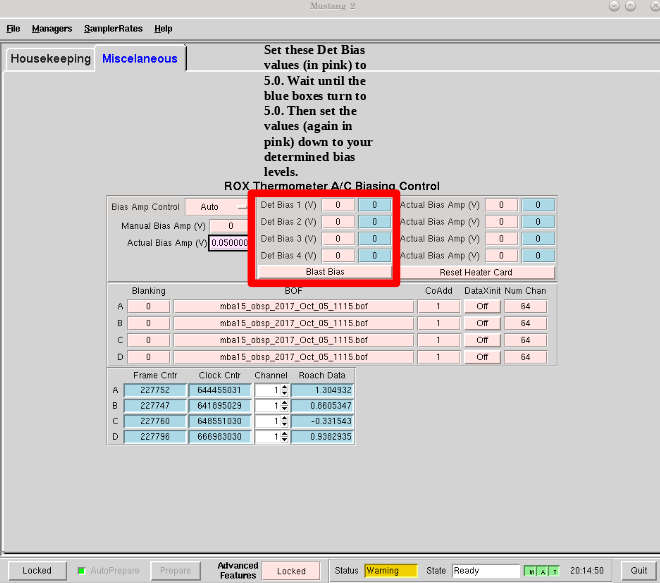 Mustang 2
File Managers SamplerRates Help
Housekeeping Miscelaneous
Set these Det Bias
values (in pink) to
5.0. Wait until the
blue boxes turn to
5.0. Then set the
values (again in
pink) down to your
determined bias
levels.
ROX Thermometer A/C Biasing Control
Bias Amp Control Auto Det Bias 1 (V) 0 0 Actual Bias Amp (V) 0 0
Manual Bias Amp (V) 0 Det Bias 2 (V) 0 0 Actual Bias Amp (V) 0 0
Actual Bias Amp (V) 0.050000 Det Bias 3 (V) 0 0 Actual Bias Amp (V) 0 0
Det Bias 4 (V) 0 0 Actual Bias Amp (V) 0 0
Blast Bias Reset Heater Card
Blanking BOF CoAdd DataXinit Num Chan
A 0 mba15_obsp_2017_Oct_05_1115.bof 1 Off 64
B 0 mba15_obsp_2017_Oct_05_1115.bof 1 Off 64
C 0 mba15_obsp_2017_Oct_05_1115.bof 1 Off 64
D 0 mba15_obsp_2017_Oct_05_1115.bof 1 Off 64
Frame Cntr Clock Cntr Channel Roach Data
A 227752 644455031 1 1.304932
B 227747 641895029 1 0.8605347
C 227760 648551030 1 -0.331543
D 227796 666983030 1 0.9382935
Locked AutoPrepare Prepare Advanced Features Locked Status Warning State Ready M A I 20:14:50 Quit